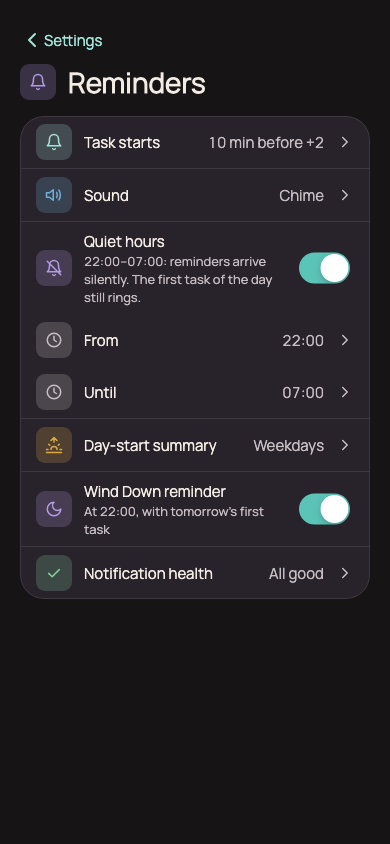 Settings
Reminders
Task starts 10 min before +2
Sound Chime
Quiet hours
22:00–07:00: reminders arrive
silently. The first task of the day
still rings.
From 22:00
Until 07:00
Day-start summary Weekdays
Wind Down reminder
At 22:00, with tomorrow's first
task
Notification health All good